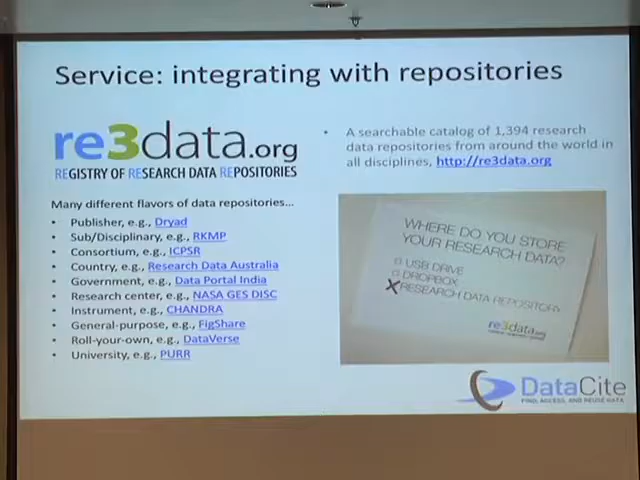 Service: integrating with repositories
re3data.org
REGISTRY OF RESEARCH DATA REPOSITORIES
• A searchable catalog of 1,394 research
data repositories from around the world in
all disciplines, http://re3data.org
Many different flavors of data repositories…
• Publisher, e.g., Dryad
• Sub/Disciplinary, e.g., RKMP
• Consortium, e.g., ICPSR
• Country, e.g., Research Data Australia
• Government, e.g., Data Portal India
• Research center, e.g., NASA GES DISC
• Instrument, e.g., CHANDRA
• General-purpose, e.g., FigShare
• Roll-your-own, e.g., DataVerse
• University, e.g., PURR
WHERE DO YOU STORE
YOUR RESEARCH DATA?
USB DRIVE
DROPBOX
RESEARCH DATA REPOSITORY
re3data.org
DataCite
FIND, ACCESS, AND REUSE DATA